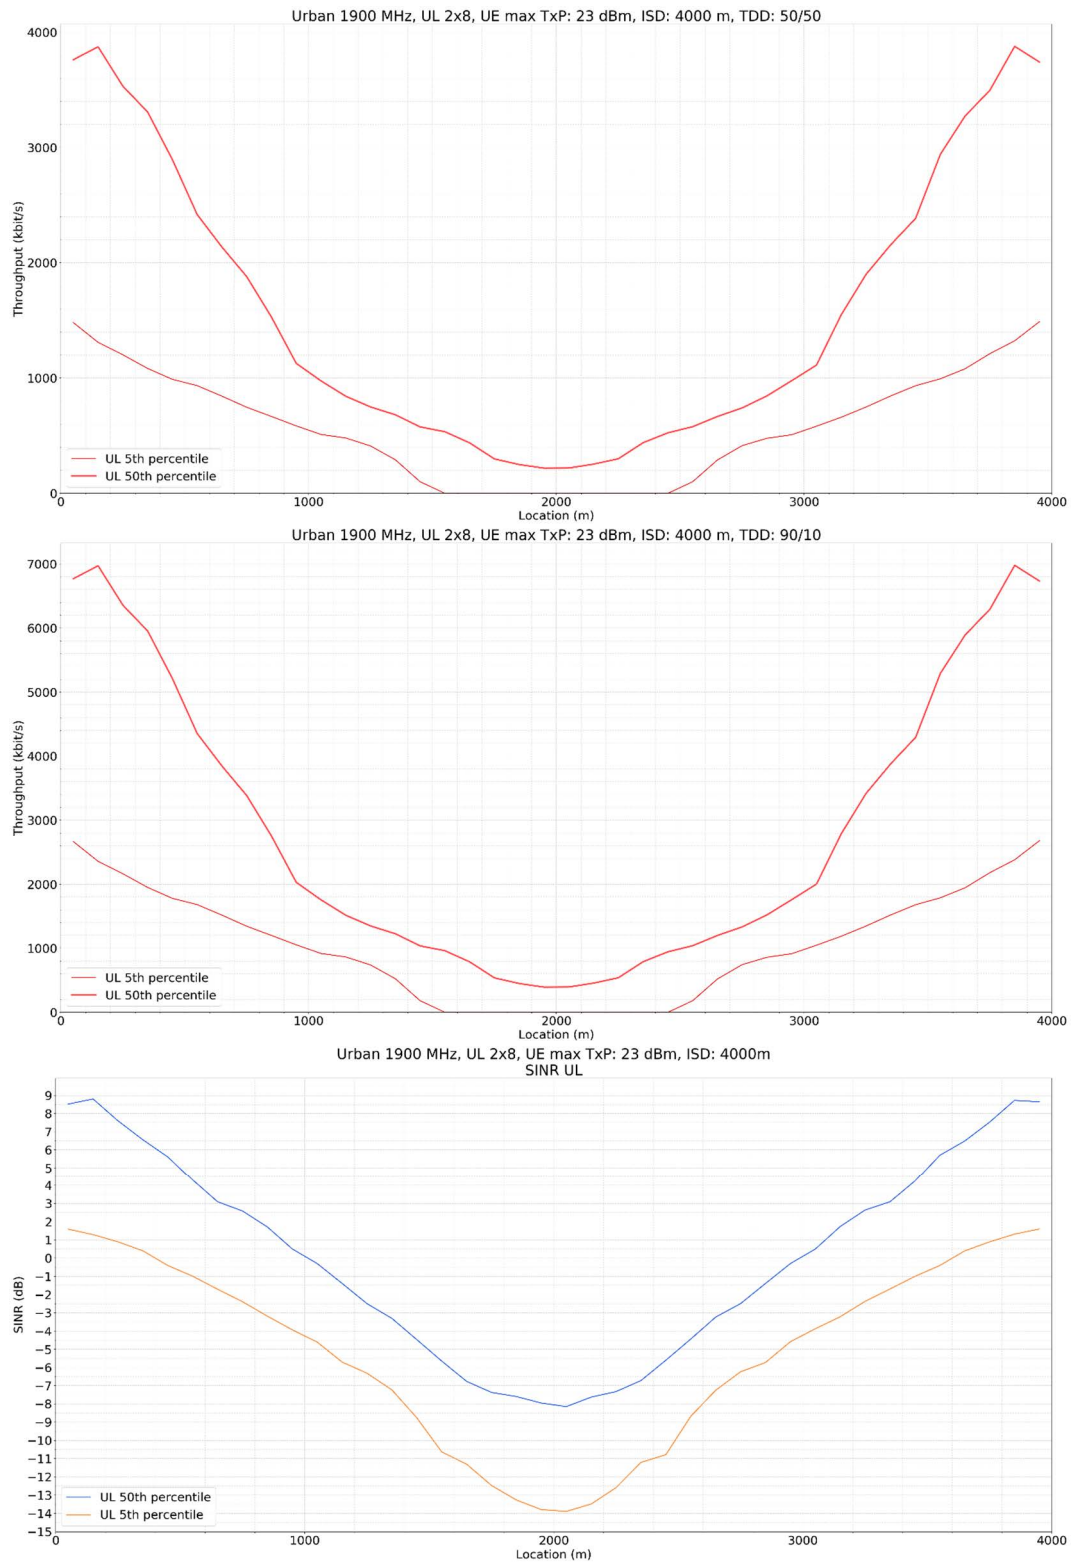 Urban 1900 MHz, UL 2x8, UE max TxP: 23 dBm, ISD: 4000 m, TDD: 50/50
4000
3000
2000
1000
0
Throughput (kbit/s)
UL 5th percentile
UL 50th percentile
0 1000 2000 3000 4000
Location (m)
Urban 1900 MHz, UL 2x8, UE max TxP: 23 dBm, ISD: 4000 m, TDD: 90/10
7000
6000
5000
4000
3000
2000
1000
0
Throughput (kbit/s)
UL 5th percentile
UL 50th percentile
0 1000 2000 3000 4000
Location (m)
Urban 1900 MHz, UL 2x8, UE max TxP: 23 dBm, ISD: 4000m
SINR UL
9
8
7
6
5
4
3
2
1
0
−1
−2
−3
−4
−5
−6
−7
−8
−9
−10
−11
−12
−13
−14
−15
SINR (dB)
UL 50th percentile
UL 5th percentile
0 1000 2000 3000 4000
Location (m)